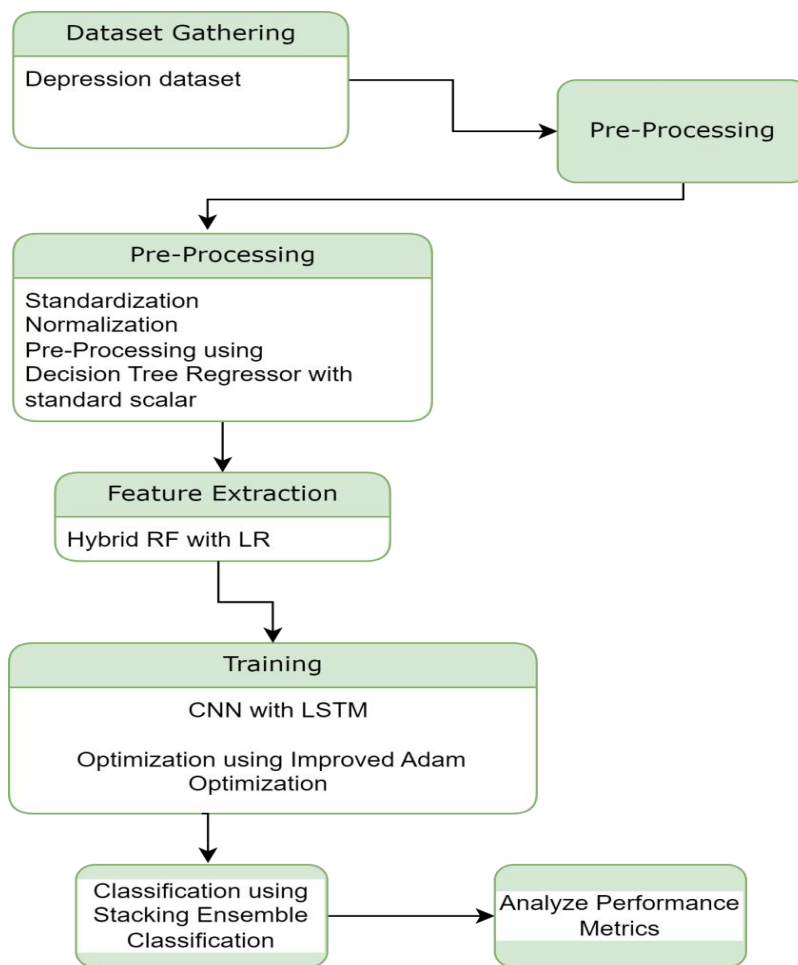 Dataset Gathering
Depression dataset
Pre-Processing
Pre-Processing
Standardization
Normalization
Pre-Processing using
Decision Tree Regressor with
standard scalar
Feature Extraction
Hybrid RF with LR
Training
CNN with LSTM
Optimization using Improved Adam
Optimization
Classification using
Stacking Ensemble
Classification
Analyze Performance
Metrics